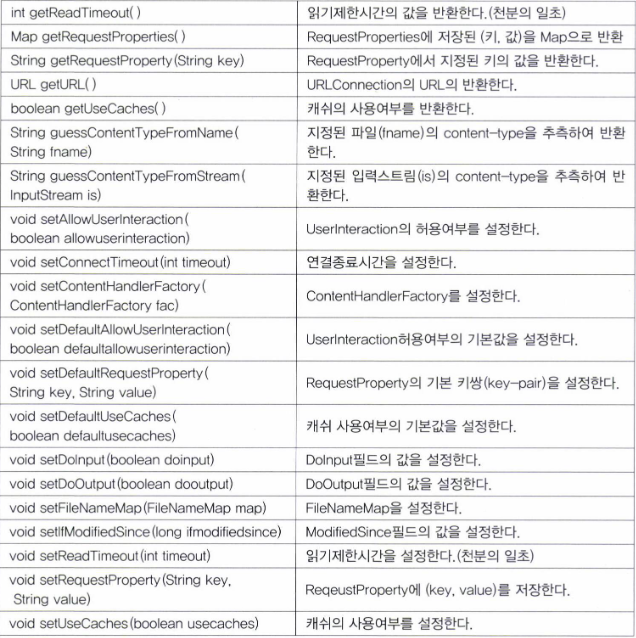 int getReadTimeout( )
읽기제한시간의 값을 반환한다.(천분의 일초)
Map getRequestProperties( )
RequestProperties에 저장된 (키, 값)을 Map으로 반환
String getRequestProperty(String key)
RequestProperty에서 지정된 키의 값을 반환한다.
URL getURL( )
URLConnection의 URL의 반환한다.
boolean getUseCaches( )
캐쉬의 사용여부를 반환한다.
String guessContentTypeFromName(
String fname)
지정된 파일(fname)의 content-type을 추측하여 반환
한다.
String guessContentTypeFromStream(
InputStream is)
지정된 입력스트림(is)의 content-type을 추측하여 반
환한다.
void setAllowUserInteraction(
boolean allowuserinteraction)
UserInteraction의 허용여부를 설정한다.
void setConnectTimeout(int timeout)
연결종료시간을 설정한다.
void setContentHandlerFactory(
ContentHandlerFactory fac)
ContentHandlerFactory를 설정한다.
void setDefaultAllowUserInteraction(
boolean defaultallowuserinteraction)
UserInteraction허용여부의 기본값을 설정한다.
void setDefaultRequestProperty(
String key, String value)
RequestProperty의 기본 키쌍(key-pair)을 설정한다.
void setDefaultUseCaches(
boolean defaultusecaches)
캐쉬 사용여부의 기본값을 설정한다.
void setDoInput(boolean doinput)
DoInput필드의 값을 설정한다.
void setDoOutput(boolean dooutput)
DoOutput필드의 값을 설정한다.
void setFileNameMap(FileNameMap map)
FileNameMap을 설정한다.
void setIfModifiedSince(long ifmodifiedsince)
ModifiedSince필드의 값을 설정한다.
void setReadTimeout(int timeout)
읽기제한시간을 설정한다.(천분의 일초)
void setRequestProperty(String key,
String value)
ReqeustProperty에 (key, value)를 저장한다.
void setUseCaches(boolean usecaches)
캐쉬의 사용여부를 설정한다.